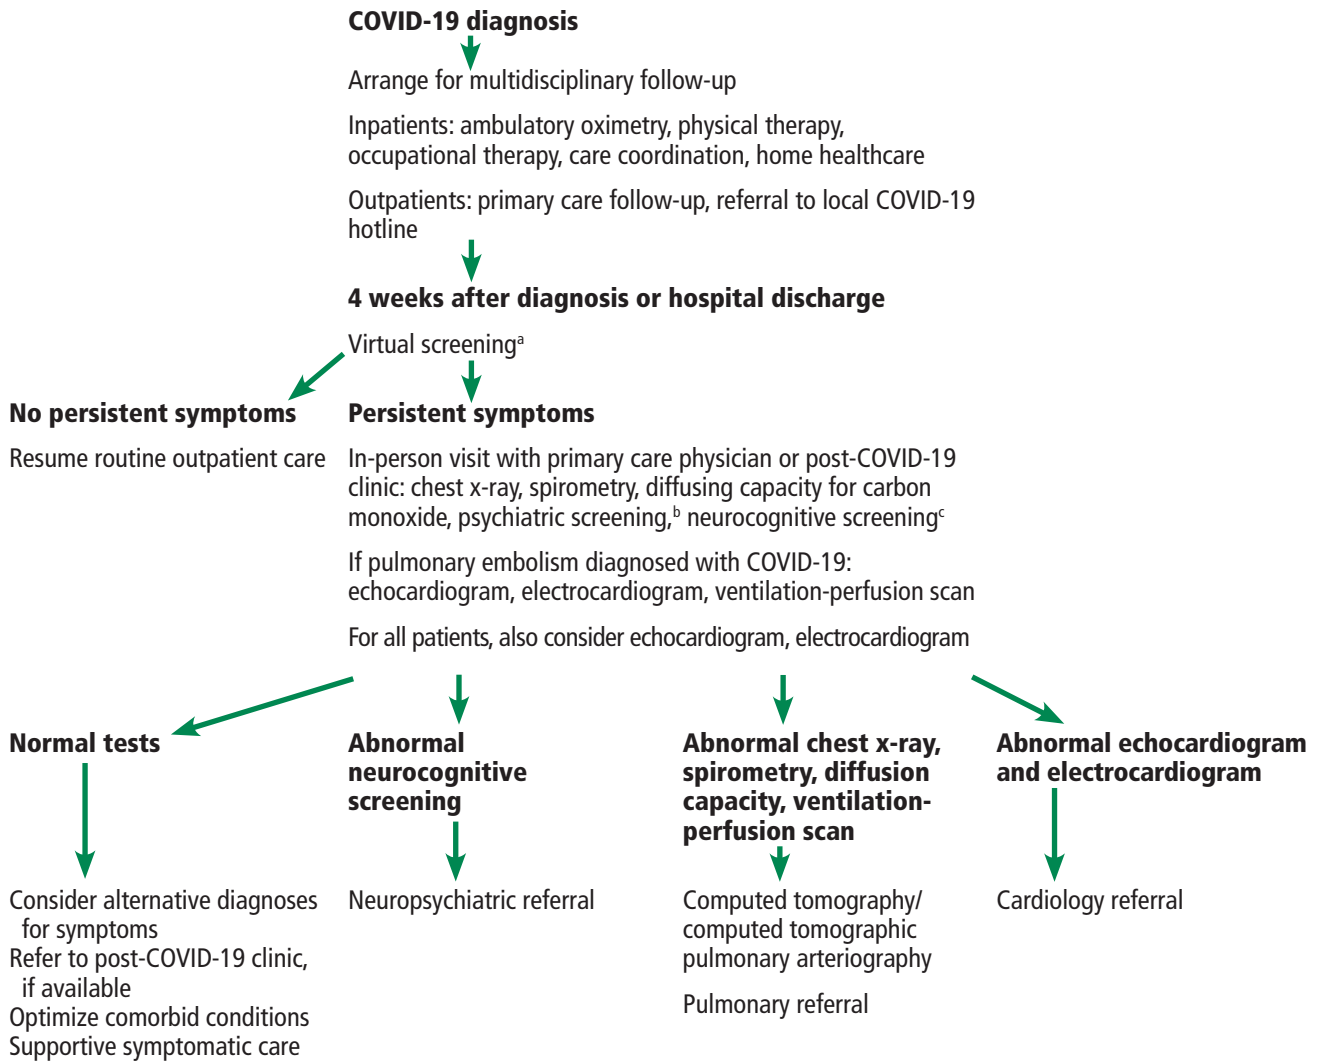 COVID-19 diagnosis
Arrange for multidisciplinary follow-up
Inpatients: ambulatory oximetry, physical therapy,
occupational therapy, care coordination, home healthcare
Outpatients: primary care follow-up, referral to local COVID-19
hotline
4 weeks after diagnosis or hospital discharge
Virtual screeningᵃ
No persistent symptoms
Resume routine outpatient care
Persistent symptoms
In-person visit with primary care physician or post-COVID-19
clinic: chest x-ray, spirometry, diffusing capacity for carbon
monoxide, psychiatric screening,ᵇ neurocognitive screeningᶜ
If pulmonary embolism diagnosed with COVID-19:
echocardiogram, electrocardiogram, ventilation-perfusion scan
For all patients, also consider echocardiogram, electrocardiogram
Normal tests
Consider alternative diagnoses
for symptoms
Refer to post-COVID-19 clinic,
if available
Optimize comorbid conditions
Supportive symptomatic care
Abnormal
neurocognitive
screening
Neuropsychiatric referral
Abnormal chest x-ray,
spirometry, diffusion
capacity, ventilation-
perfusion scan
Computed tomography/
computed tomographic
pulmonary arteriography
Pulmonary referral
Abnormal echocardiogram
and electrocardiogram
Cardiology referral